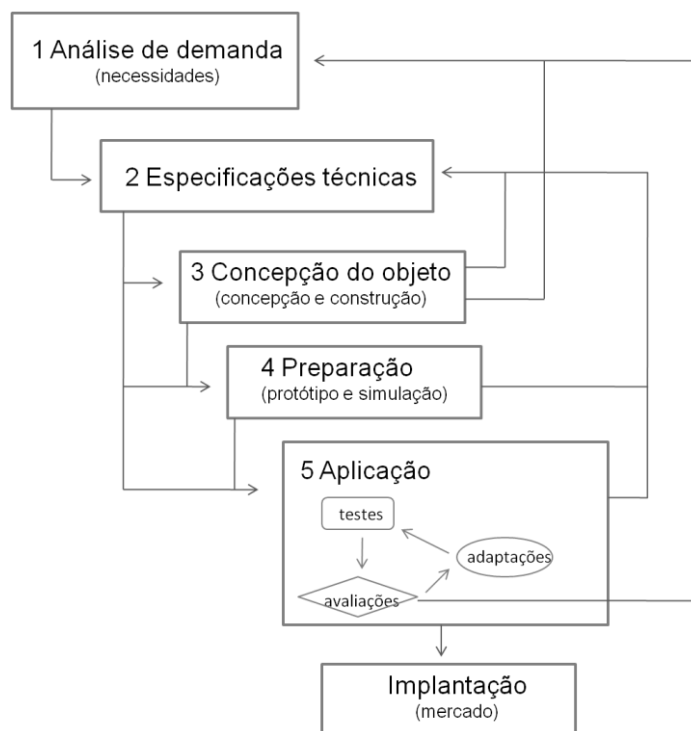 1 Análise de demanda
(necessidades)
2 Especificações técnicas
3 Concepção do objeto
(concepção e construção)
4 Preparação
(protótipo e simulação)
5 Aplicação
testes
adaptações
avaliações
Implantação
(mercado)